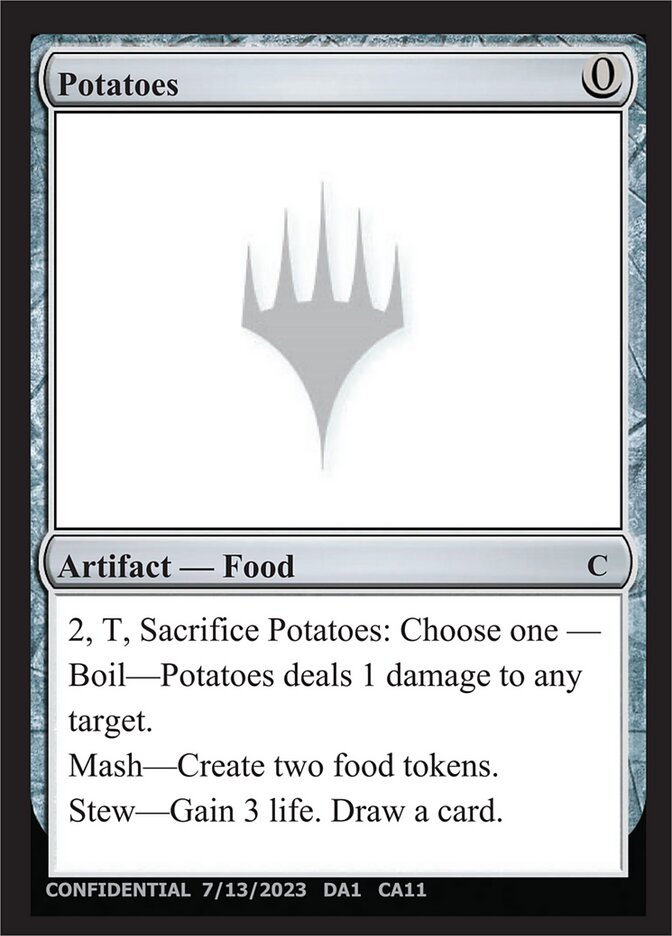 Potatoes
0
Artifact — Food
C
2, T, Sacrifice Potatoes: Choose one —
Boil—Potatoes deals 1 damage to any
target.
Mash—Create two food tokens.
Stew—Gain 3 life. Draw a card.
CONFIDENTIAL 7/13/2023 DA1 CA11